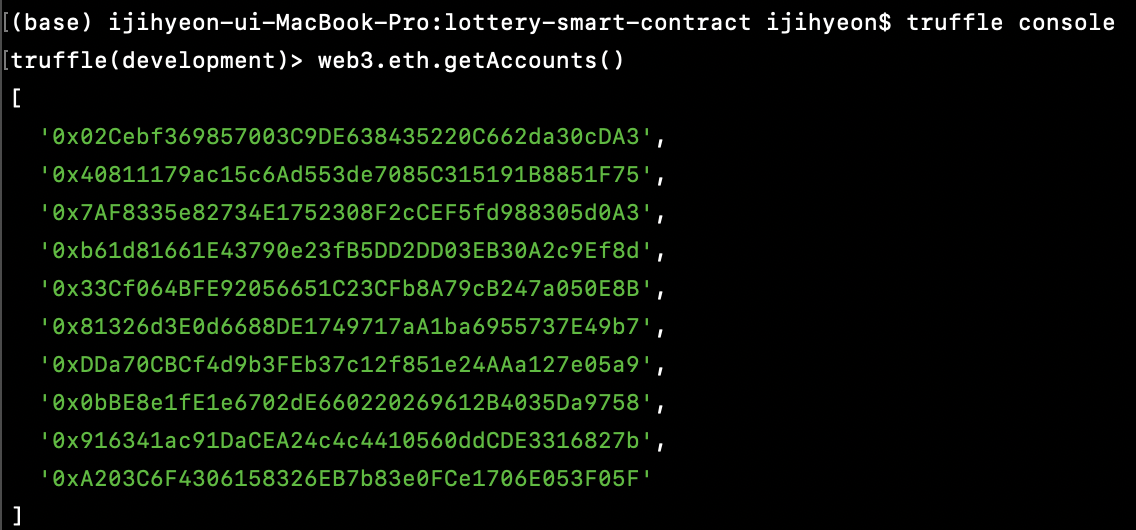 [(base) ijihyeon-ui-MacBook-Pro:lottery-smart-contract ijihyeon$ truffle console
[truffle(development)> web3.eth.getAccounts()
[
  '0x02Cebf369857003C9DE638435220C662da30cDA3',
  '0x40811179ac15c6Ad553de7085C315191B8851F75',
  '0x7AF8335e82734E1752308F2cCEF5fd988305d0A3',
  '0xb61d81661E43790e23fB5DD2DD03EB30A2c9Ef8d',
  '0x33Cf064BFE92056651C23CFb8A79cB247a050E8B',
  '0x81326d3E0d6688DE1749717aA1ba6955737E49b7',
  '0xDDa70CBCf4d9b3FEb37c12f851e24AAa127e05a9',
  '0x0bBE8e1fE1e6702dE660220269612B4035Da9758',
  '0x916341ac91DaCEA24c4c4410560ddCDE3316827b',
  '0xA203C6F4306158326EB7b83e0FCe1706E053F05F'
]